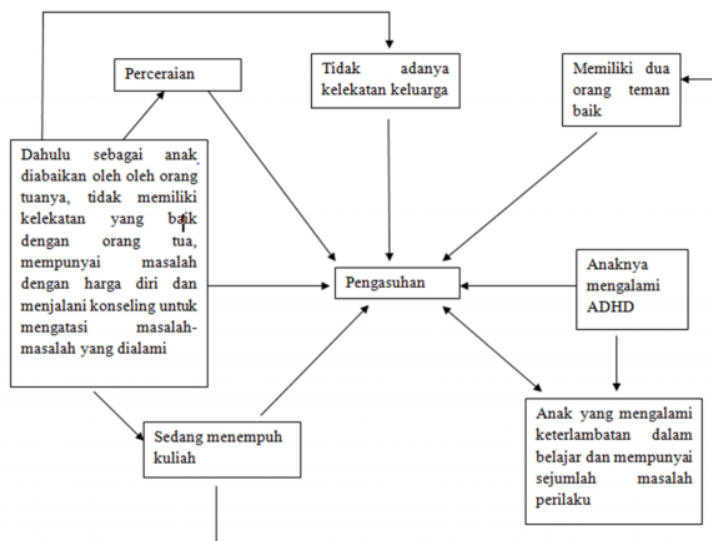 Perceraian
Tidak adanya
kelekatan keluarga
Memiliki dua
orang teman
baik
Dahulu sebagai anak
diabaikan oleh oleh orang
tuanya, tidak memiliki
kelekatan yang baik
dengan orang tua,
mempunyai masalah
dengan harga diri dan
menjalani konseling untuk
mengatasi masalah-
masalah yang dialami
Pengasuhan
Anaknya
mengalami
ADHD
Sedang menempuh
kuliah
Anak yang mengalami
keterlambatan dalam
belajar dan mempunyai
sejumlah masalah
perilaku